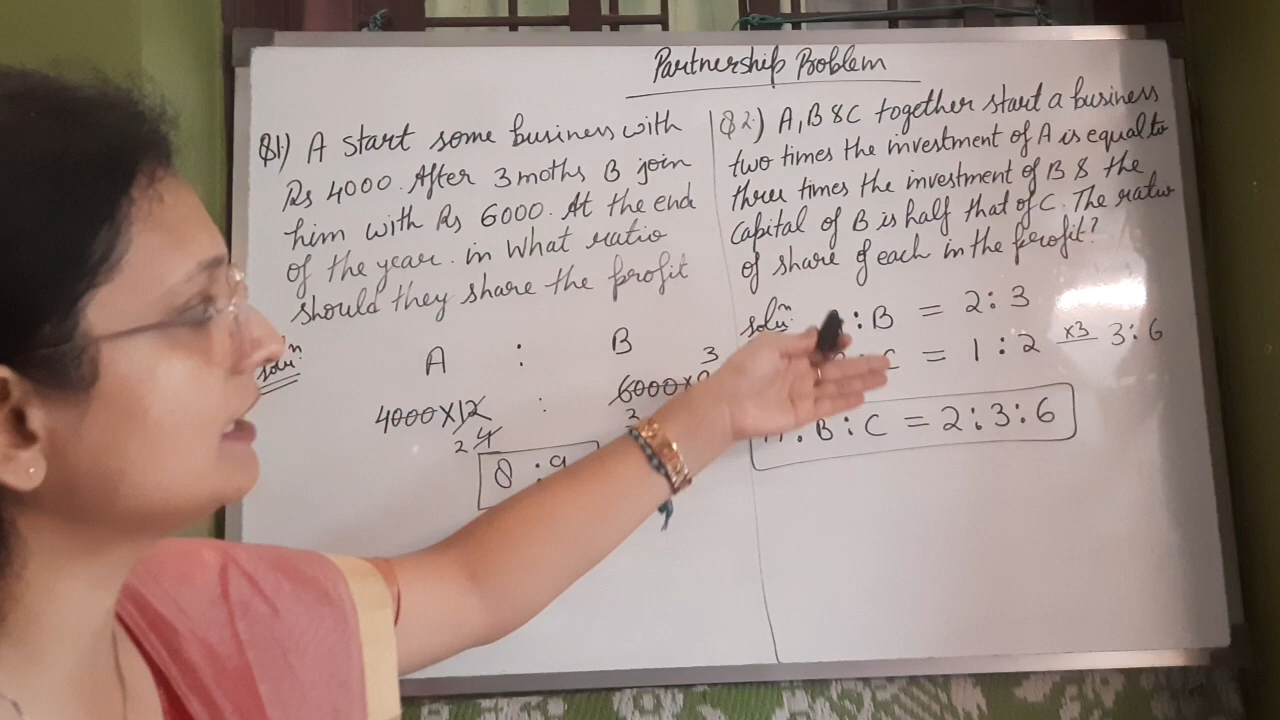 Partnership Problem
Q1.) A start some business with
Rs 4000. After 3 moths B join
him with Rs 6000. At the end
of the year. in what ratio
should they share the profit
soluⁿ.
A : B
3
4000×12 : 6000×
2 4 3
8 : 9
Q2.) A, B & C together start a business
two times the investment of A is equal to
three times the investment of B & the
capital of B is half that of C. The ratio
of share of each in the profit?
soluⁿ. : B = 2 : 3
C = 1 : 2 ×3 3 : 6
: B : C = 2 : 3 : 6